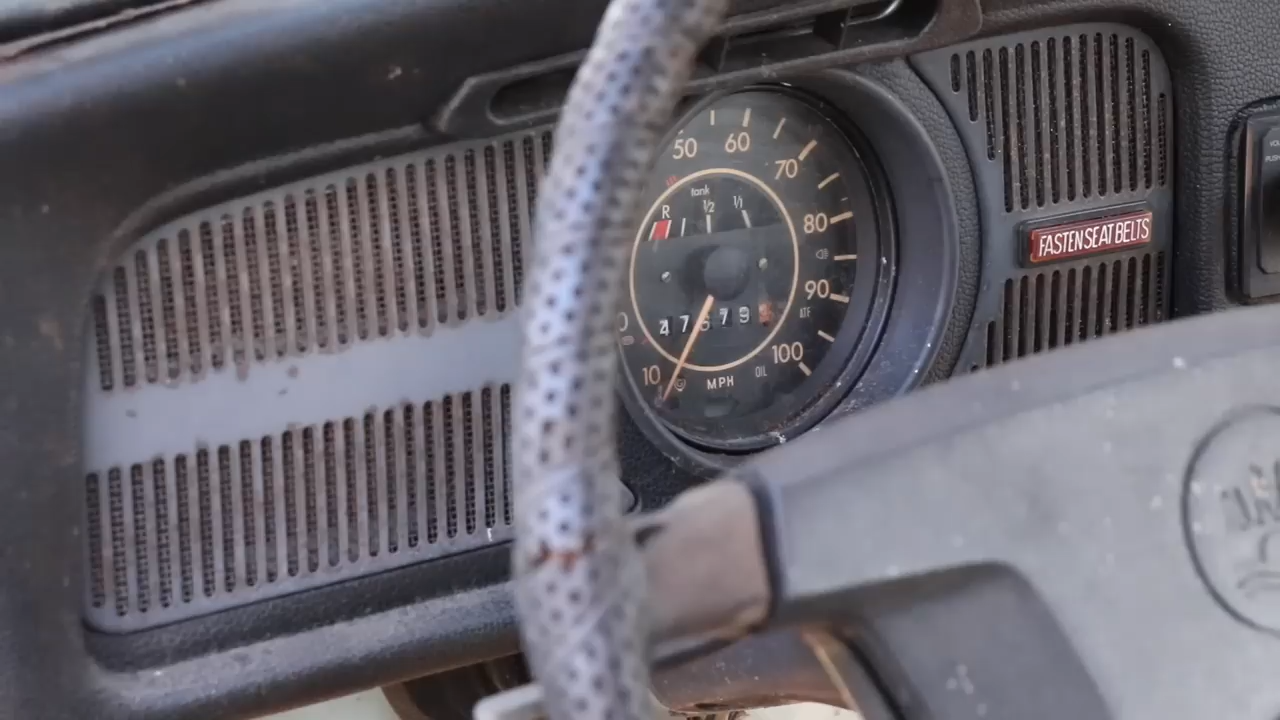 50 60 70 80 90 100
tank
R 1/2 1/1
10
MPH
OIL
ATF
FASTEN SEAT BELTS